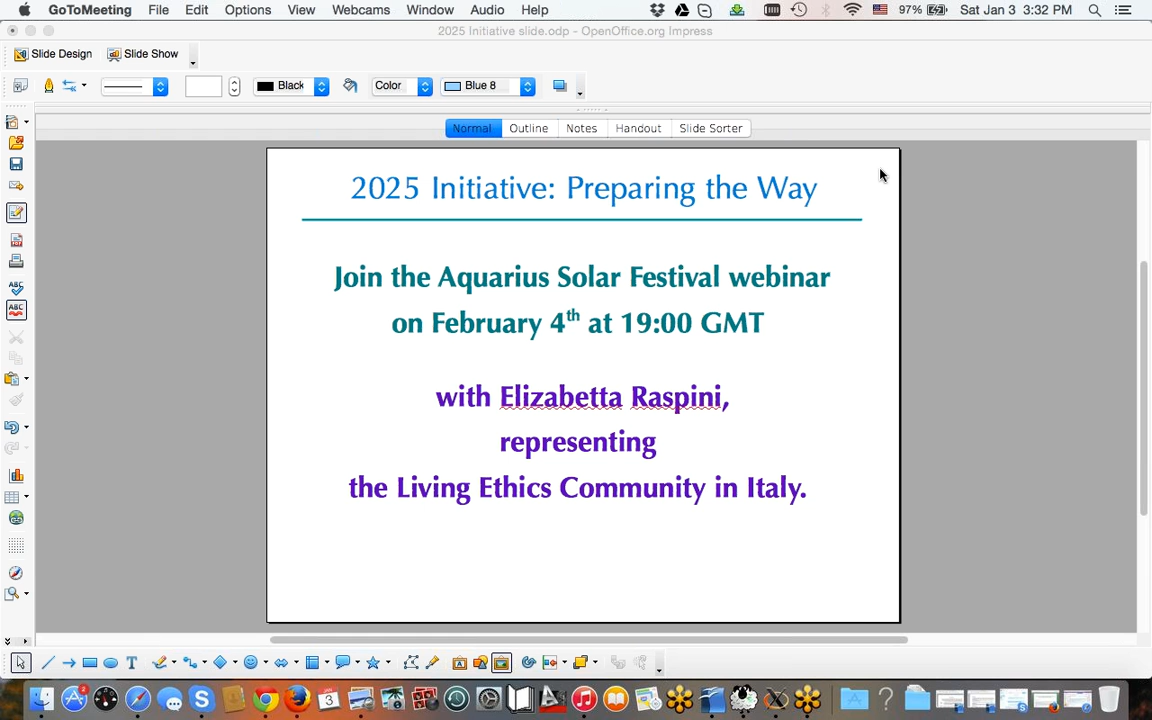 GoToMeeting File Edit Options View Webcams Window Audio Help 97% Sat Jan 3 3:32 PM
2025 Initiative slide.odp - OpenOffice.org Impress
Slide Design Slide Show
Black Color Blue 8
Normal Outline Notes Handout Slide Sorter
2025 Initiative: Preparing the Way
Join the Aquarius Solar Festival webinar
on February 4th at 19:00 GMT
with Elizabetta Raspini,
representing
the Living Ethics Community in Italy.